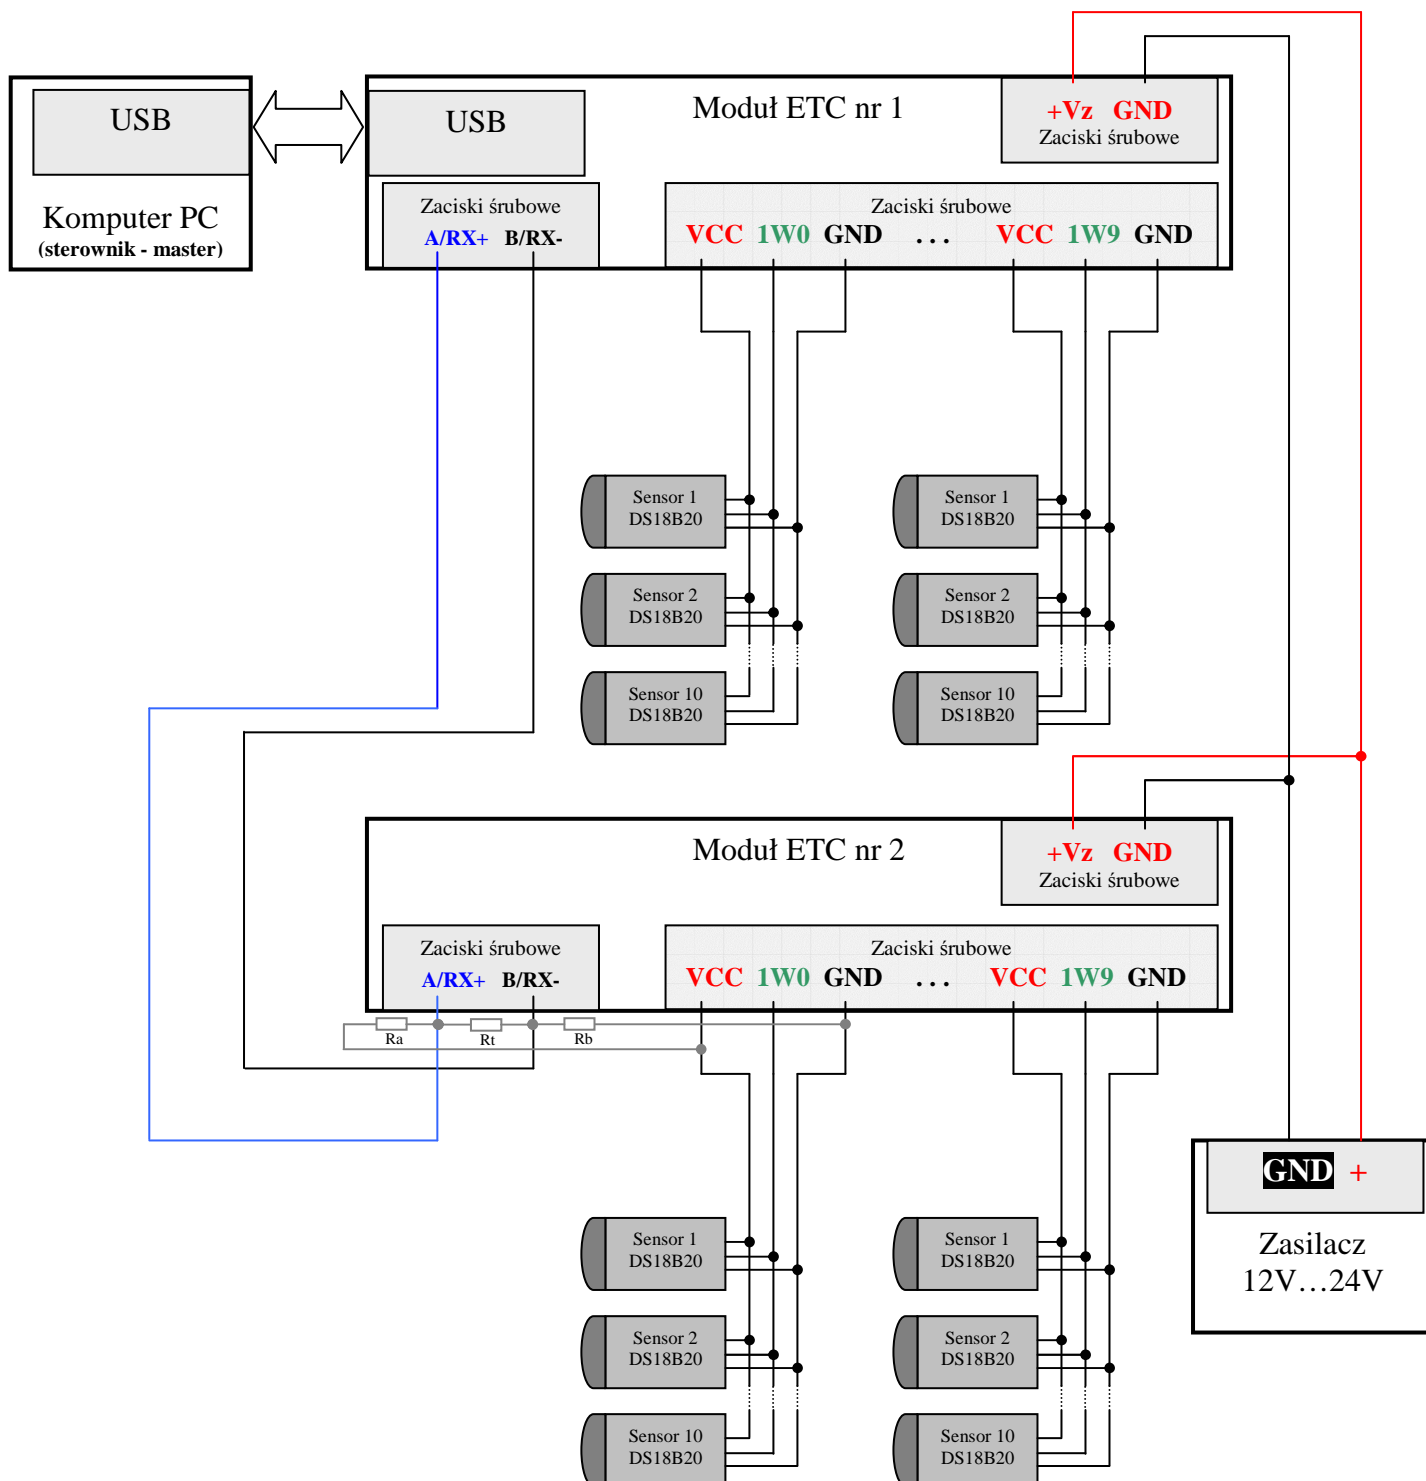 USB
Komputer PC
(sterownik - master)
USB
Moduł ETC nr 1
+Vz GND
Zaciski śrubowe
Zaciski śrubowe
A/RX+ B/RX-
Zaciski śrubowe
VCC 1W0 GND ... VCC 1W9 GND
Sensor 1
DS18B20
Sensor 1
DS18B20
Sensor 2
DS18B20
Sensor 2
DS18B20
Sensor 10
DS18B20
Sensor 10
DS18B20
Moduł ETC nr 2
+Vz GND
Zaciski śrubowe
Zaciski śrubowe
A/RX+ B/RX-
Zaciski śrubowe
VCC 1W0 GND ... VCC 1W9 GND
Ra Rt Rb
GND +
Zasilacz
12V...24V
Sensor 1
DS18B20
Sensor 1
DS18B20
Sensor 2
DS18B20
Sensor 2
DS18B20
Sensor 10
DS18B20
Sensor 10
DS18B20